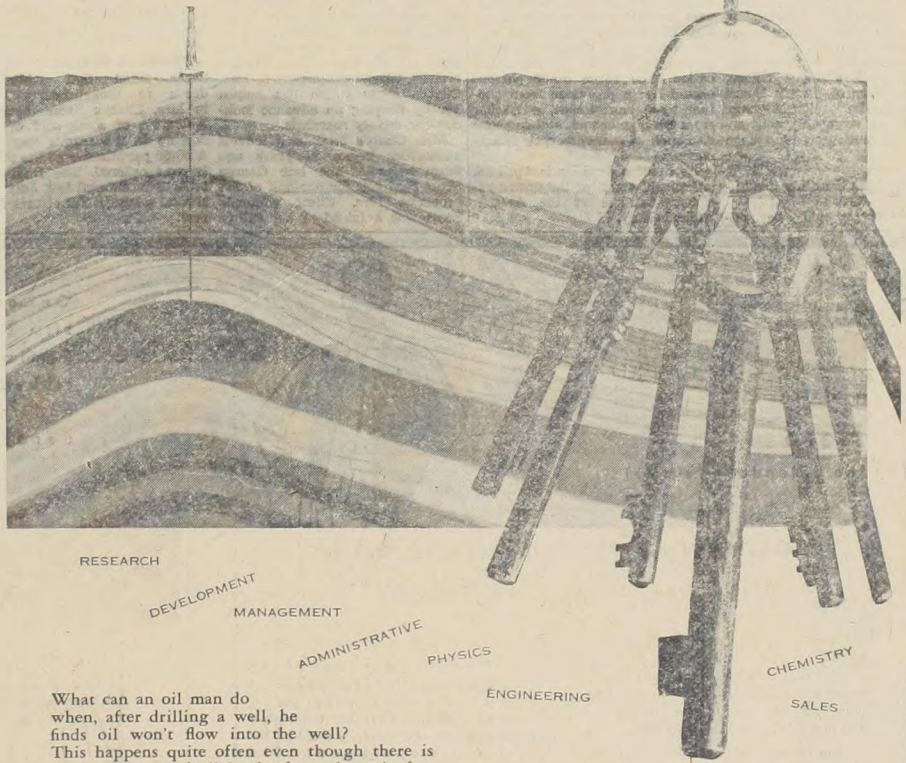 RESEARCH
DEVELOPMENT
MANAGEMENT
ADMINISTRATIVE
PHYSICS
ENGINEERING
CHEMISTRY
SALES
What can an oil man do
when, after drilling a well, he
finds oil won't flow into the well?
This happens quite often even though there is